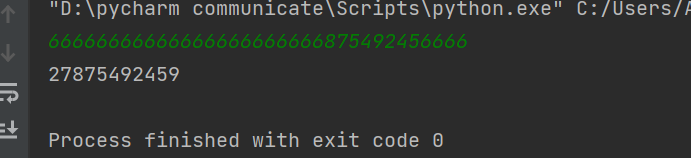 "D:\pycharm communicate\Scripts\python.exe" C:/Users/
66666666666666666666666875492456666
27875492459
Process finished with exit code 0